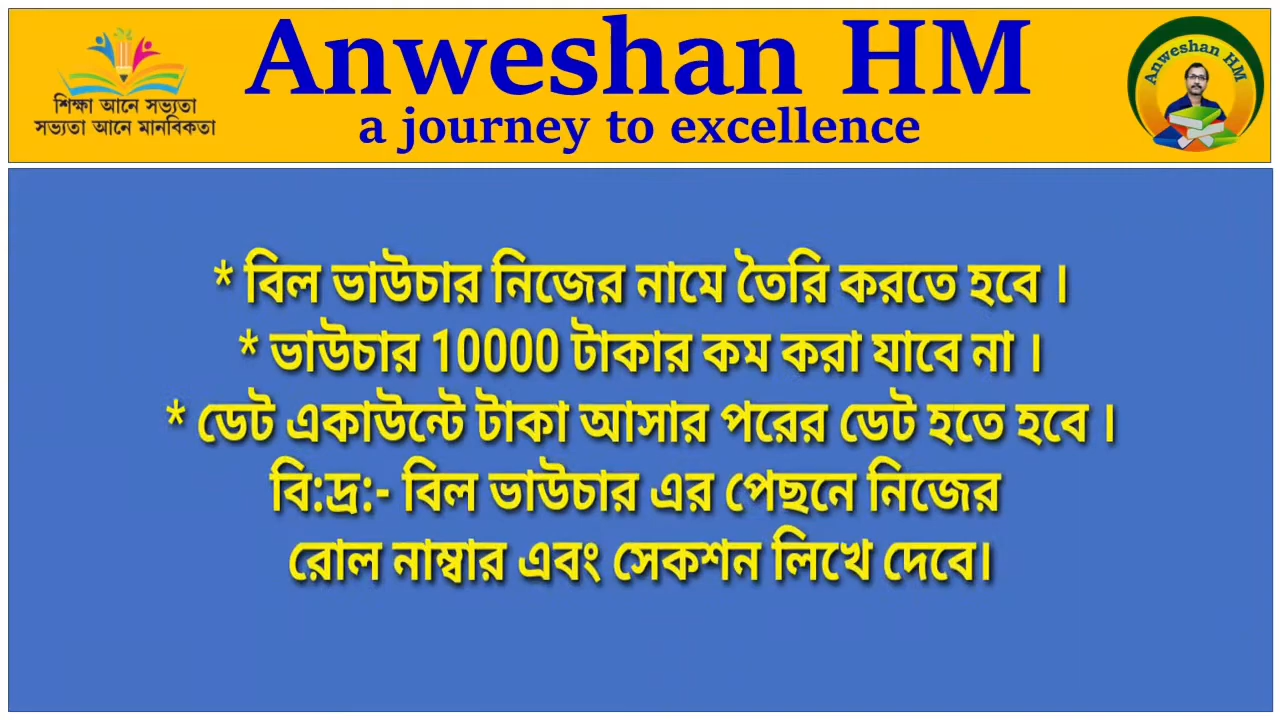 শিক্ষা আনে সভ্যতা
সভ্যতা আনে মানবিকতা
Anweshan HM
a journey to excellence
Anweshan HM
* বিল ভাউচার নিজের নামে তৈরি করতে হবে ।
* ভাউচার 10000 টাকার কম করা যাবে না ।
* ডেট একাউন্টে টাকা আসার পরের ডেট হতে হবে ।
বি:দ্র:- বিল ভাউচার এর পেছনে নিজের
রোল নাম্বার এবং সেকশন লিখে দেবে।